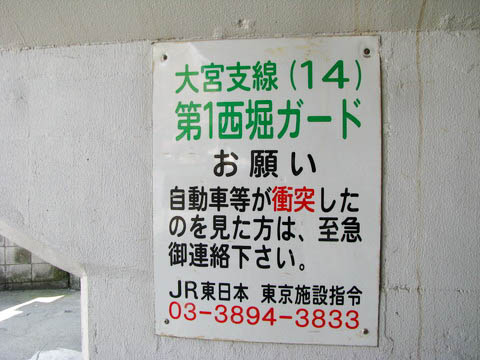 大宮支線(14)
第1西堀ガード
お願い
自動車等が衝突した
のを見た方は、至急
御連絡下さい。
JR東日本 東京施設指令
03-3894-3833